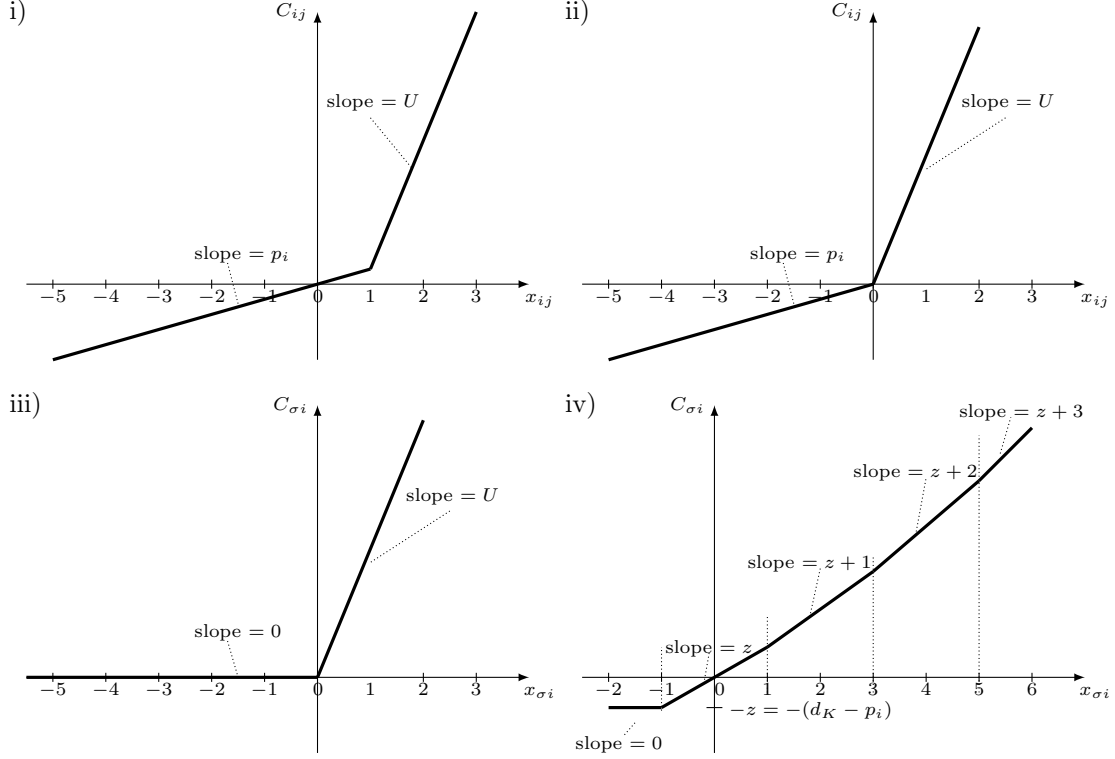 i)
C_{ij}
slope = U
slope = p_i
−5 −4 −3 −2 −1 0 1 2 3 x_{ij}
ii)
C_{ij}
slope = U
slope = p_i
−5 −4 −3 −2 −1 0 1 2 3 x_{ij}
iii)
C_{σi}
slope = U
slope = 0
−5 −4 −3 −2 −1 0 1 2 3 x_{σi}
iv)
C_{σi}
slope = z + 3
slope = z + 2
slope = z + 1
slope = z
−2 −1 0 1 2 3 4 5 6 x_{σi}
−z = −(d_K − p_i)
slope = 0